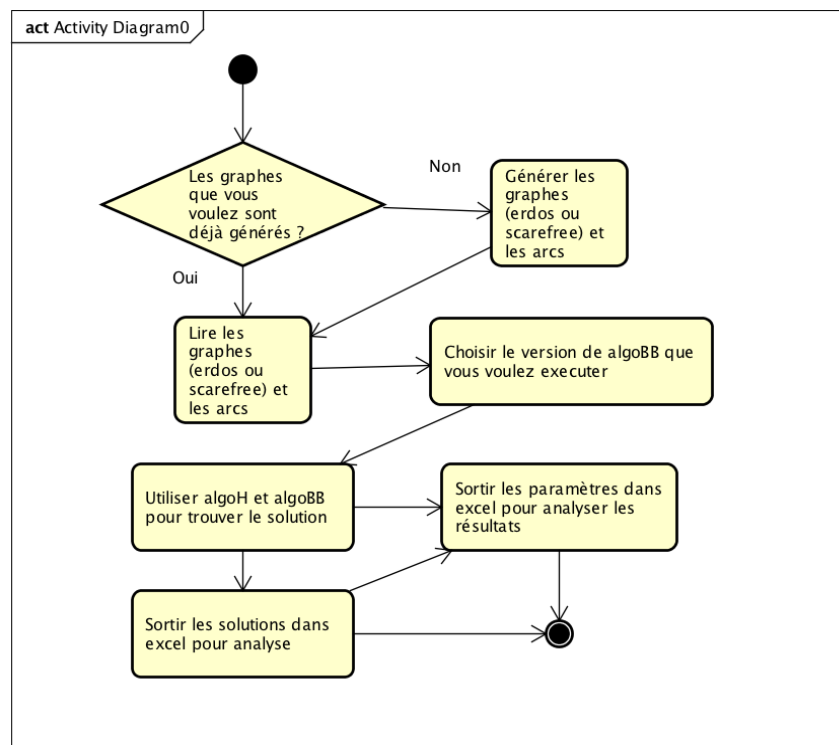 act Activity Diagram0
Les graphes
que vous
voulez sont
déjà générés ?
Non
Générer les
graphes
(erdos ou
scarefree) et
les arcs
Oui
Lire les
graphes
(erdos ou
scarefree) et
les arcs
Choisir le version de algoBB que
vous voulez executer
Utiliser algoH et algoBB
pour trouver le solution
Sortir les paramètres dans
excel pour analyser les
résultats
Sortir les solutions dans
excel pour analyse